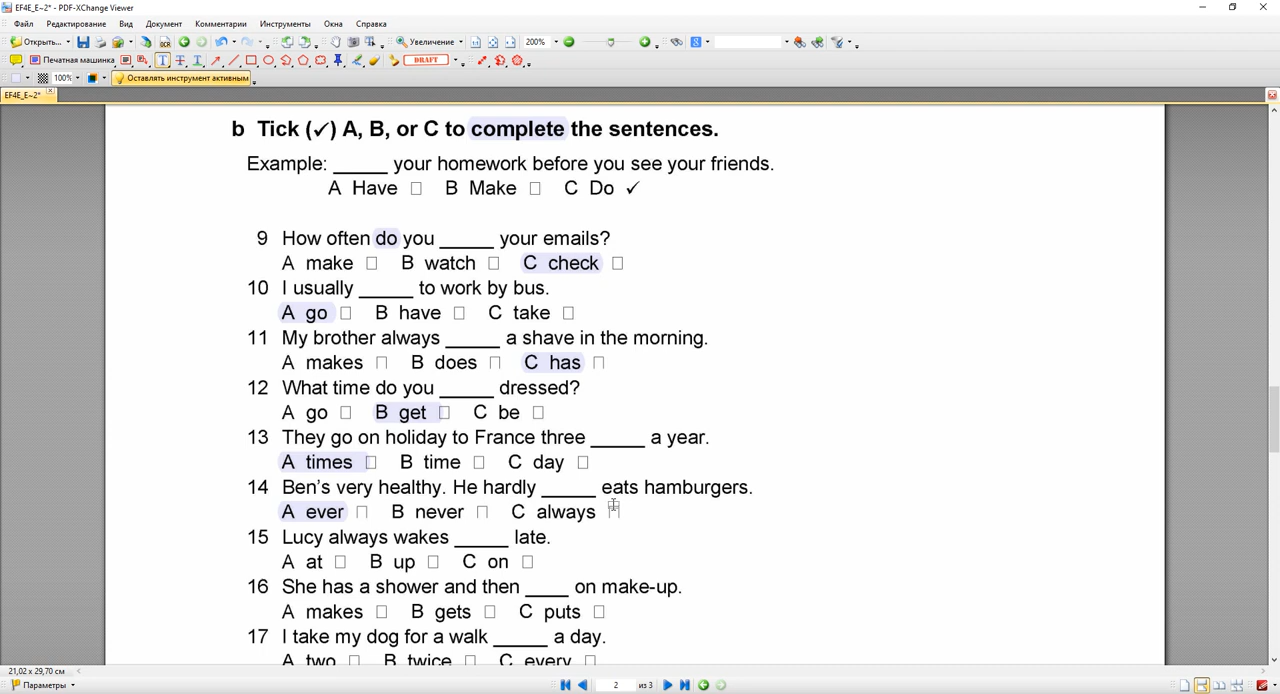 EF4E_E~2* - PDF-XChange Viewer
Файл Редактирование Вид Документ Комментарии Инструменты Окна Справка
Открыть... OCR Увеличение 200%
Печатная машинка DRAFT
100% Оставлять инструмент активным
EF4E_E~2*
b Tick (✓) A, B, or C to complete the sentences.
Example: _____ your homework before you see your friends.
A Have □ B Make □ C Do ✓
9 How often do you _____ your emails?
A make □ B watch □ C check □
10 I usually _____ to work by bus.
A go □ B have □ C take □
11 My brother always _____ a shave in the morning.
A makes □ B does □ C has □
12 What time do you _____ dressed?
A go □ B get □ C be □
13 They go on holiday to France three _____ a year.
A times □ B time □ C day □
14 Ben's very healthy. He hardly _____ eats hamburgers.
A ever □ B never □ C always □
15 Lucy always wakes _____ late.
A at □ B up □ C on □
16 She has a shower and then ____ on make-up.
A makes □ B gets □ C puts □
17 I take my dog for a walk _____ a day.
A two □ B twice □ C every □
21,02 x 29,70 см
Параметры 2 из 3